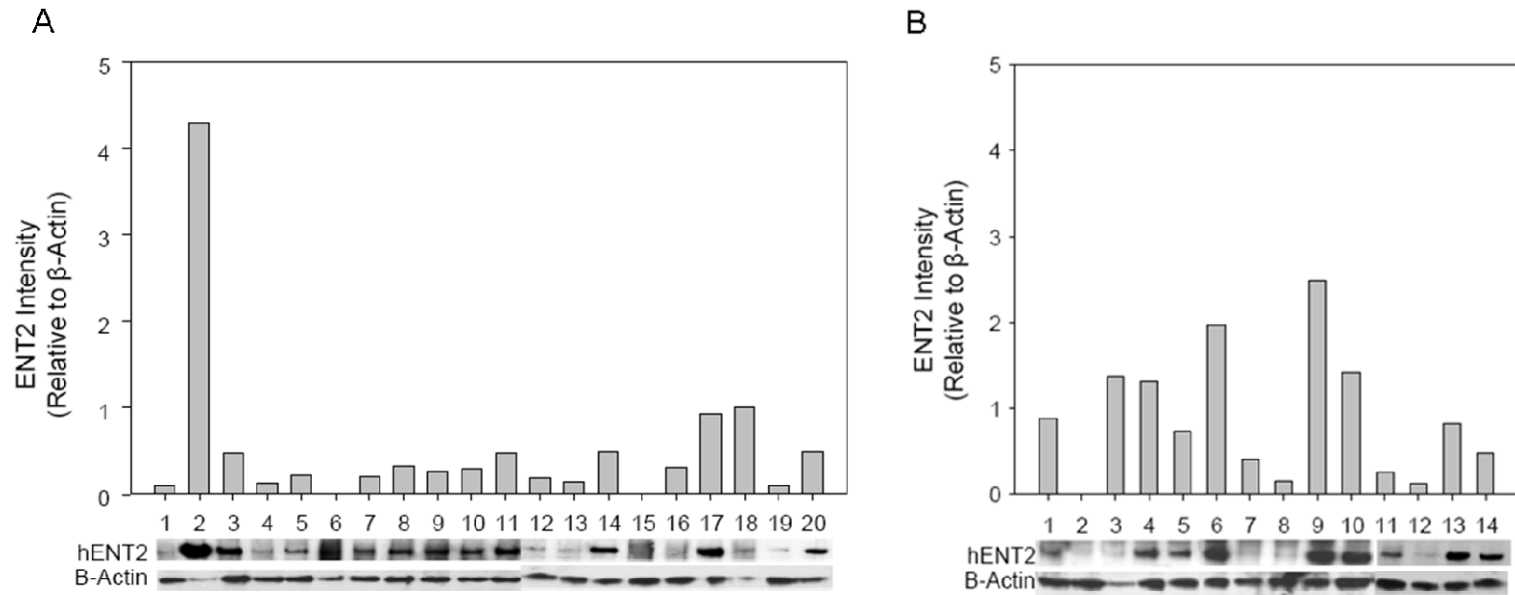 A
ENT2 Intensity
(Relative to β-Actin)
5
4
3
2
1
0
1 2 3 4 5 6 7 8 9 10 11 12 13 14 15 16 17 18 19 20
hENT2
B-Actin
B
ENT2 Intensity
(Relative to β-Actin)
5
4
3
2
1
0
1 2 3 4 5 6 7 8 9 10 11 12 13 14
hENT2
B-Actin